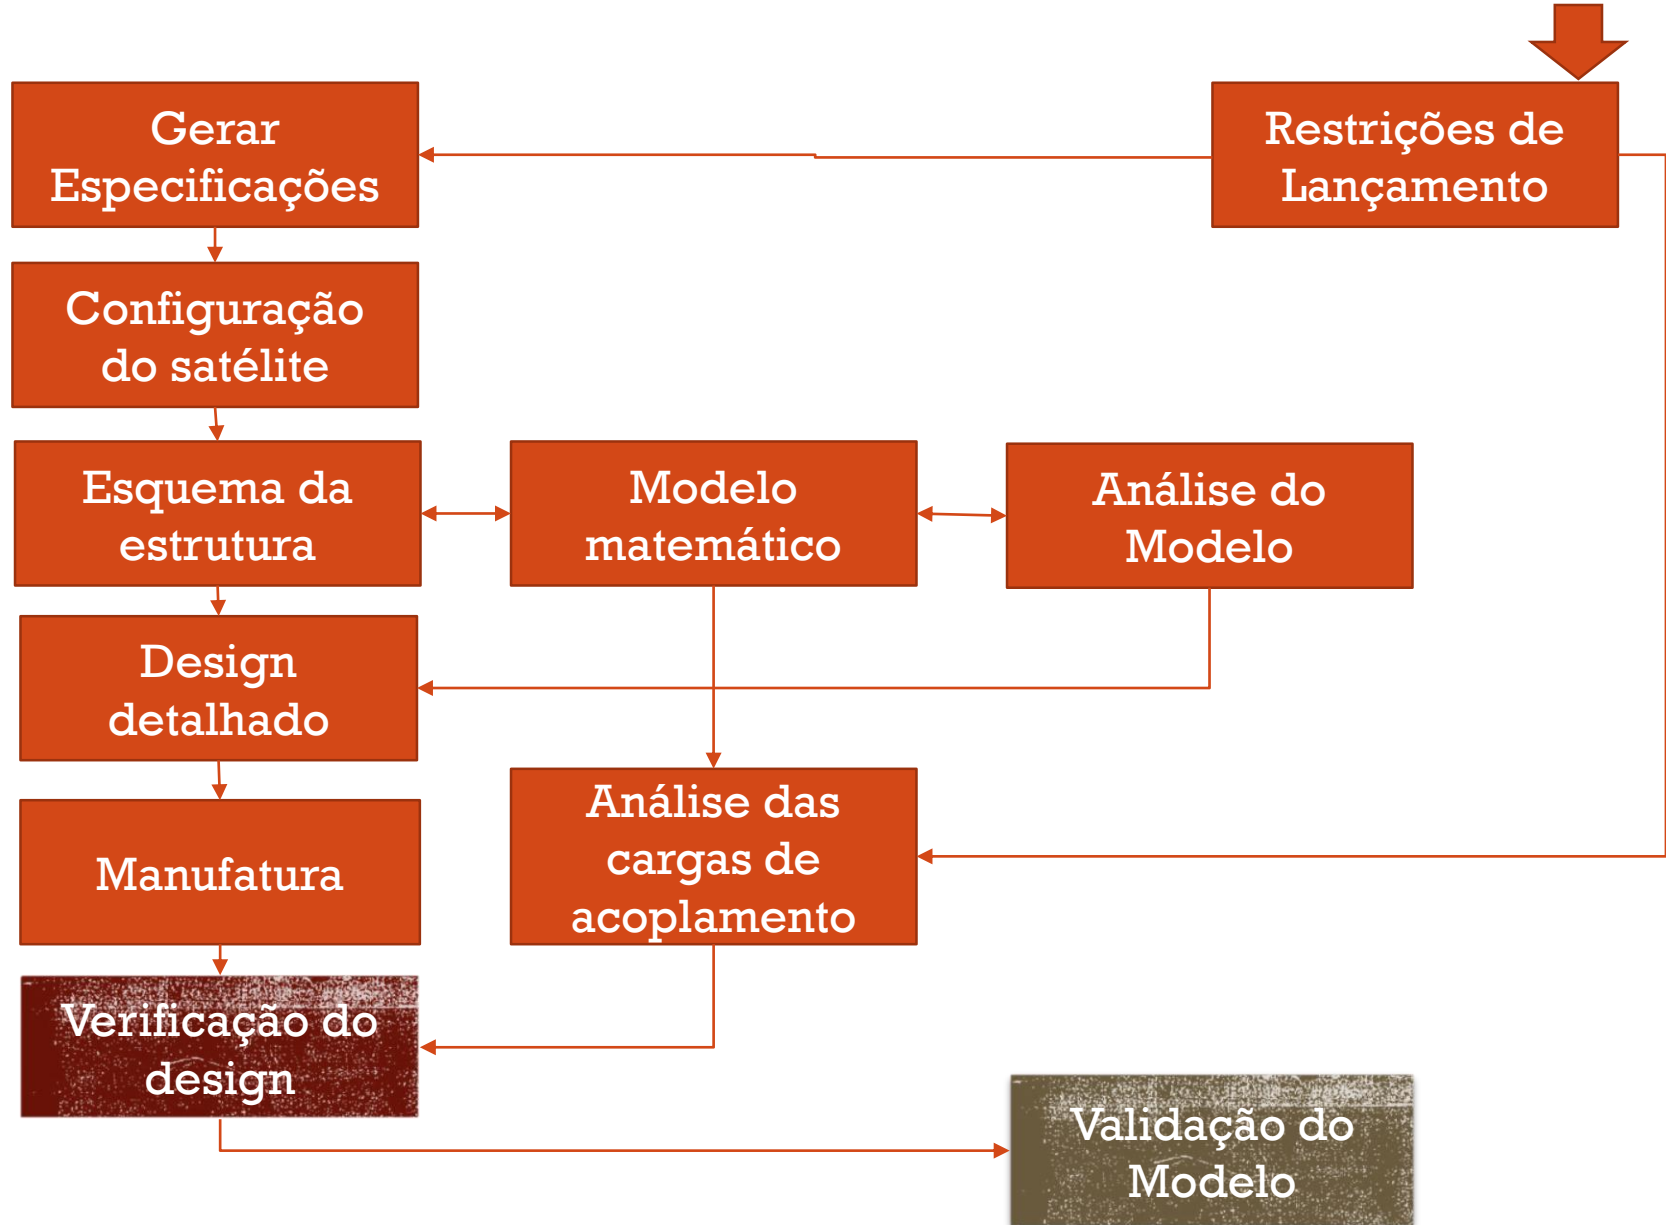 Gerar
Especificações
Restrições de
Lançamento
Configuração
do satélite
Esquema da
estrutura
Modelo
matemático
Análise do
Modelo
Design
detalhado
Análise das
cargas de
acoplamento
Manufatura
Verificação do
design
Validação do
Modelo